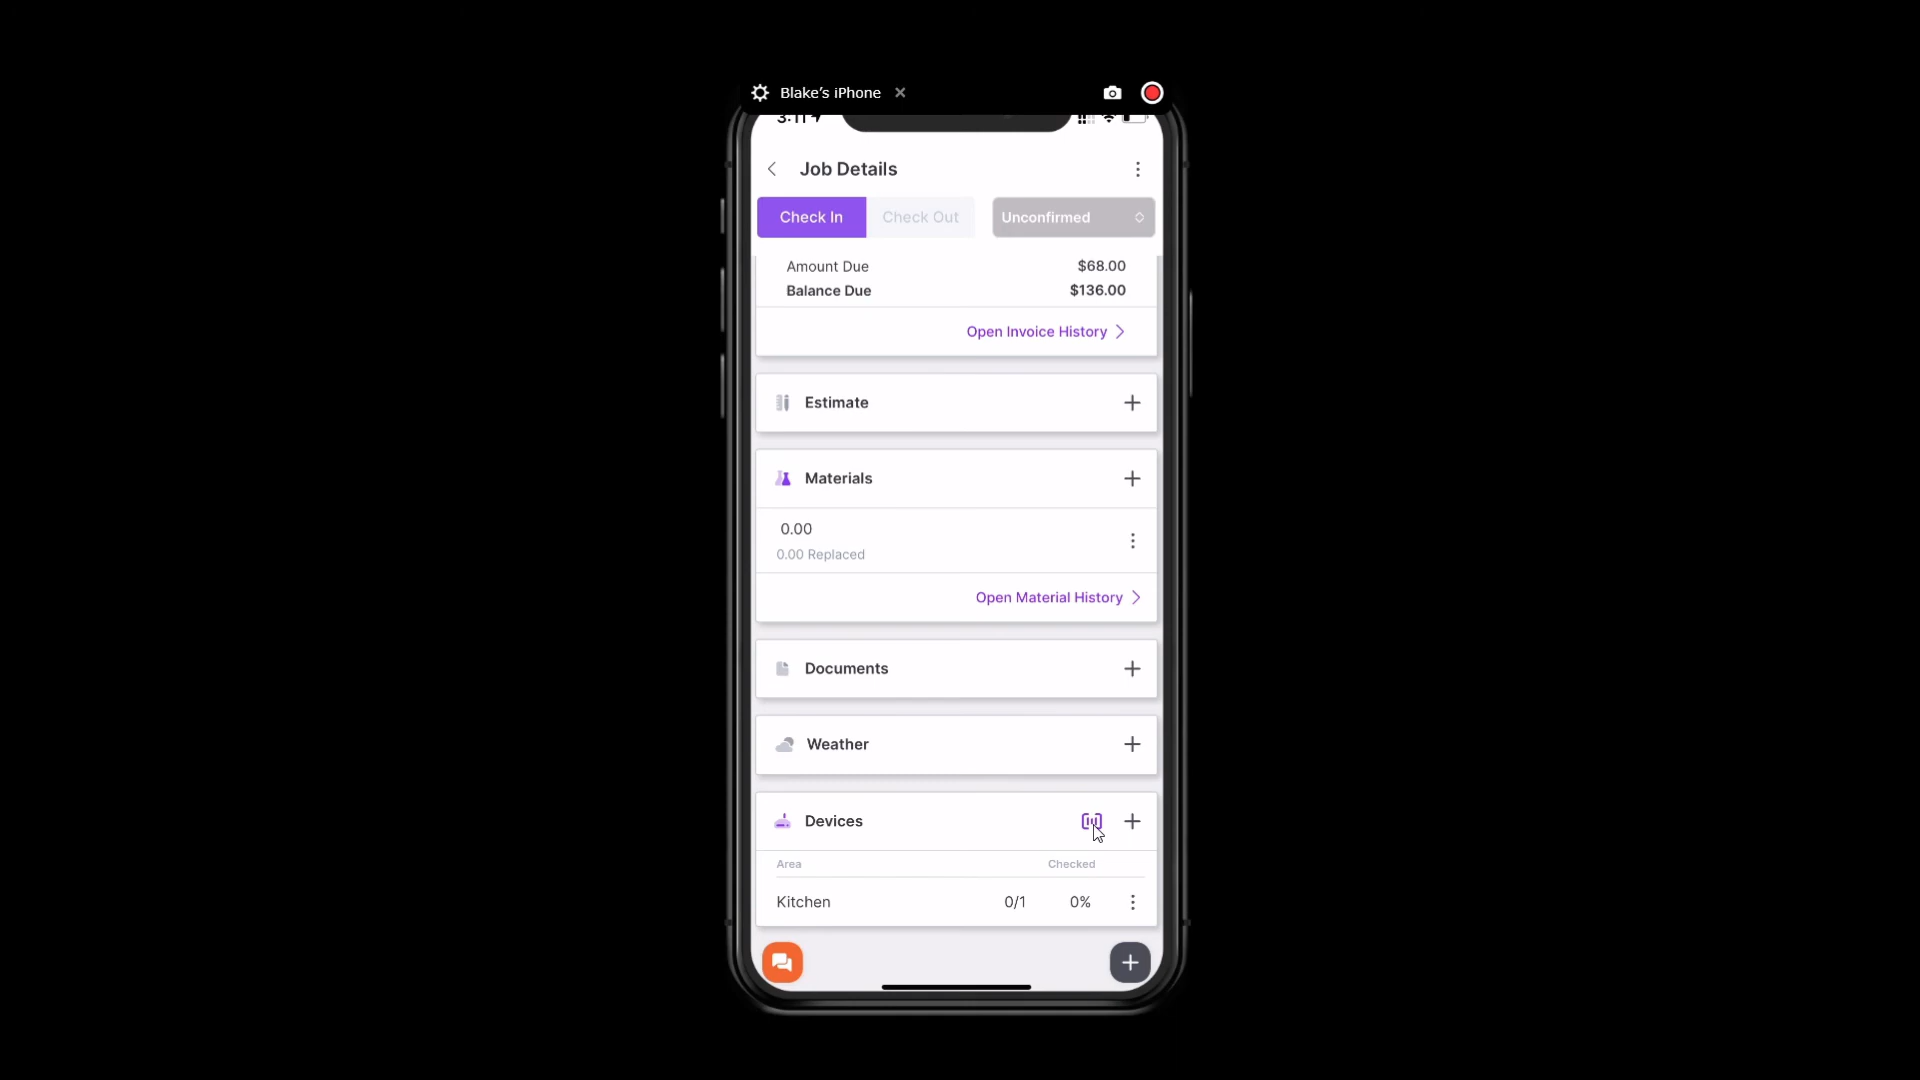 Blake's iPhone
3:11
Job Details
Check In Check Out Unconfirmed
Amount Due $68.00
Balance Due $136.00
Open Invoice History
Estimate
Materials
0.00
0.00 Replaced
Open Material History
Documents
Weather
Devices
Area Checked
Kitchen 0/1 0%